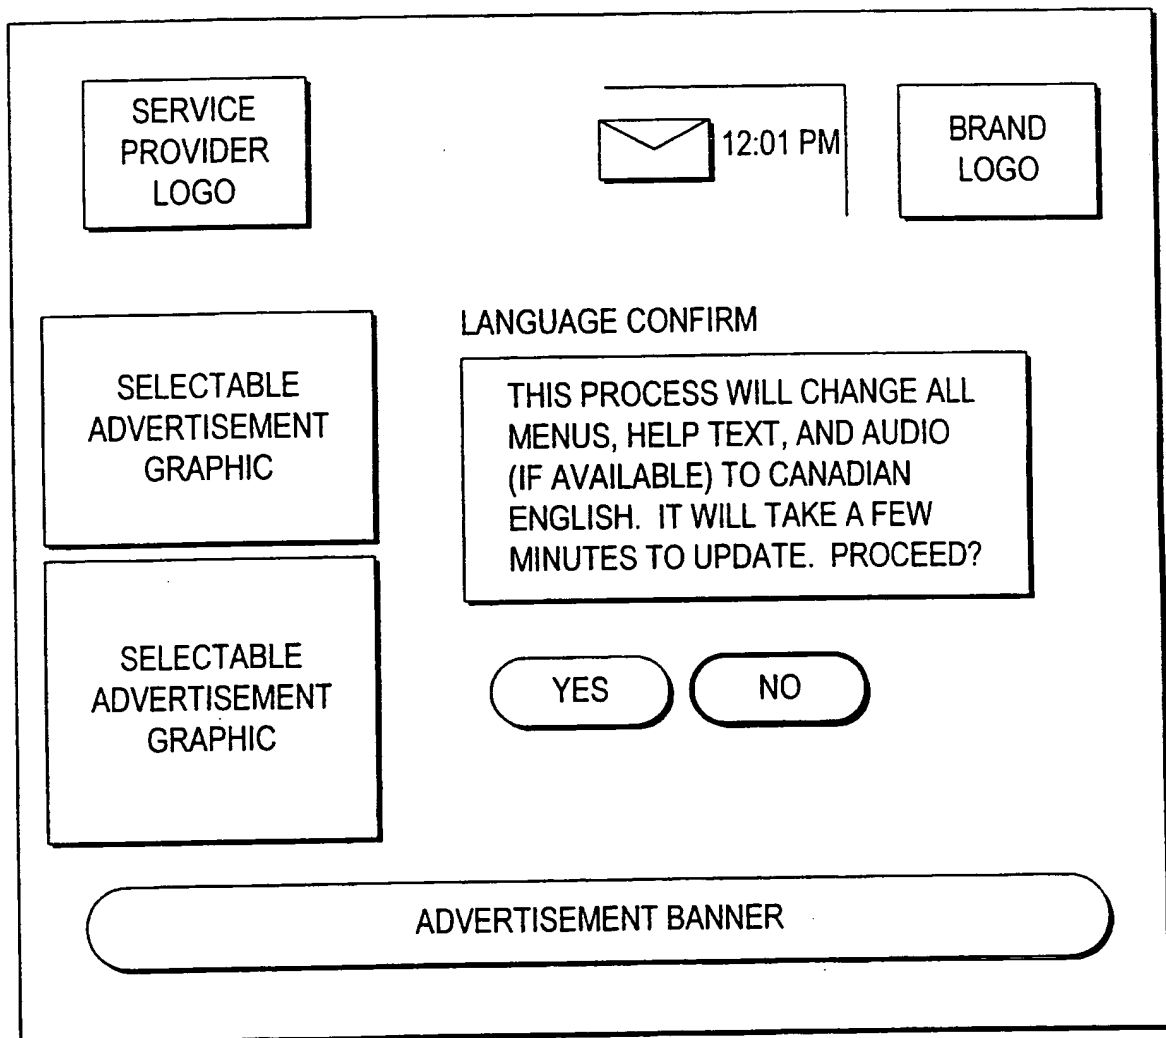 SERVICE
PROVIDER
LOGO
12:01 PM
BRAND
LOGO
SELECTABLE
ADVERTISEMENT
GRAPHIC
LANGUAGE CONFIRM
THIS PROCESS WILL CHANGE ALL
MENUS, HELP TEXT, AND AUDIO
(IF AVAILABLE) TO CANADIAN
ENGLISH. IT WILL TAKE A FEW
MINUTES TO UPDATE. PROCEED?
SELECTABLE
ADVERTISEMENT
GRAPHIC
YES
NO
ADVERTISEMENT BANNER